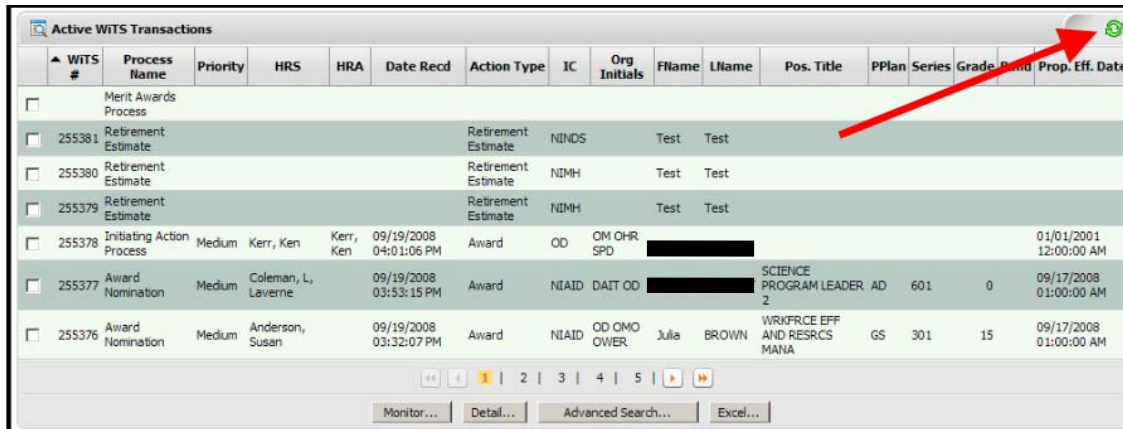 Active WiTS Transactions
WiTS # Process Name Priority HRS HRA Date Recd Action Type IC Org Initials FName LName Pos. Title PPlan Series Grade Prop. Eff. Date
Merit Awards Process
255381 Retirement Estimate Retirement Estimate NINDS Test Test
255380 Retirement Estimate Retirement Estimate NIMH Test Test
255379 Retirement Estimate Retirement Estimate NIMH Test Test
255378 Initiating Action Process Medium Kerr, Ken Kerr, Ken 09/19/2008 04:01:06 PM Award OD OM OHR SPD 01/01/2001 12:00:00 AM
255377 Award Nomination Medium Coleman, L, Laverne 09/19/2008 03:53:15 PM Award NIAID DAIT OD SCIENCE PROGRAM LEADER 2 AD 601 0 09/17/2008 01:00:00 AM
255376 Award Nomination Medium Anderson, Susan 09/19/2008 03:32:07 PM Award NIAID OD OMO OWER Julia BROWN WRKFRCE EFF AND RESRCS MANA GS 301 15 09/17/2008 01:00:00 AM
1 | 2 | 3 | 4 | 5 |
Monitor... Detail... Advanced Search... Excel...